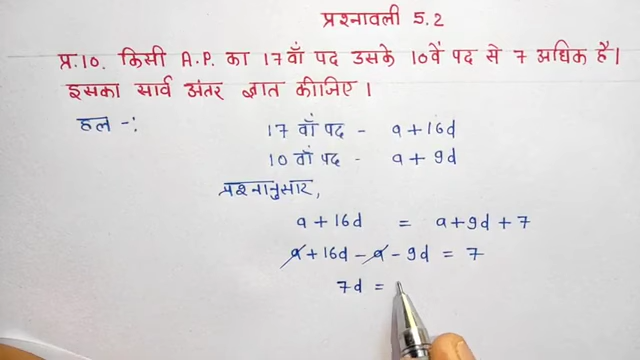 प्रश्नावली 5.2
प्र.10. किसी A.P. का 17वाँ पद उसके 10वें पद से 7 अधिक है।
इसका सार्व अंतर ज्ञात कीजिए।
हल -:
17 वाँ पद - a+16d
10 वाँ पद - a+9d
प्रश्नानुसार,
a+16d = a+9d+7
a+16d-a-9d = 7
7d =